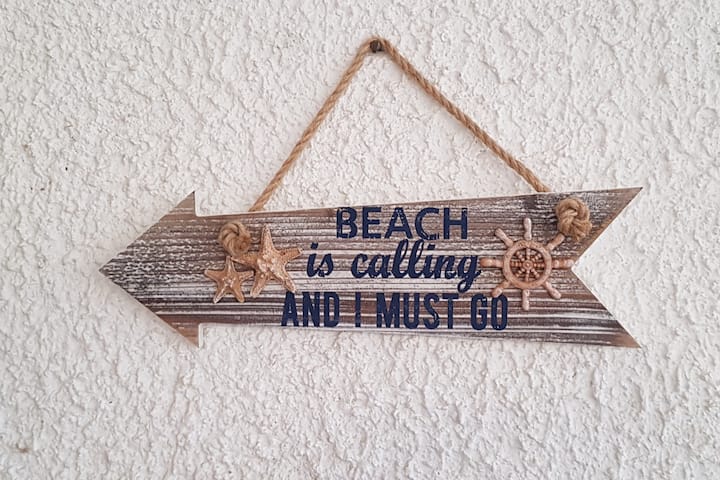 BEACH
is calling
AND I MUST GO